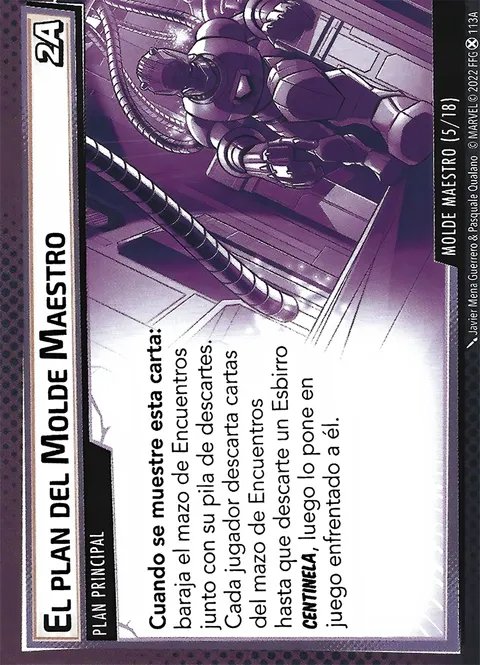 EL PLAN DEL MOLDE MAESTRO
2A
PLAN PRINCIPAL
Cuando se muestre esta carta:
baraja el mazo de Encuentros
junto con su pila de descartes.
Cada jugador descarta cartas
del mazo de Encuentros
hasta que descarte un Esbirro
CENTINELA, luego lo pone en
juego enfrentado a él.
MOLDE MAESTRO (5/18)
Javier Mena Guerrero & Pasquale Qualano © MARVEL © 2022 FFG 113A